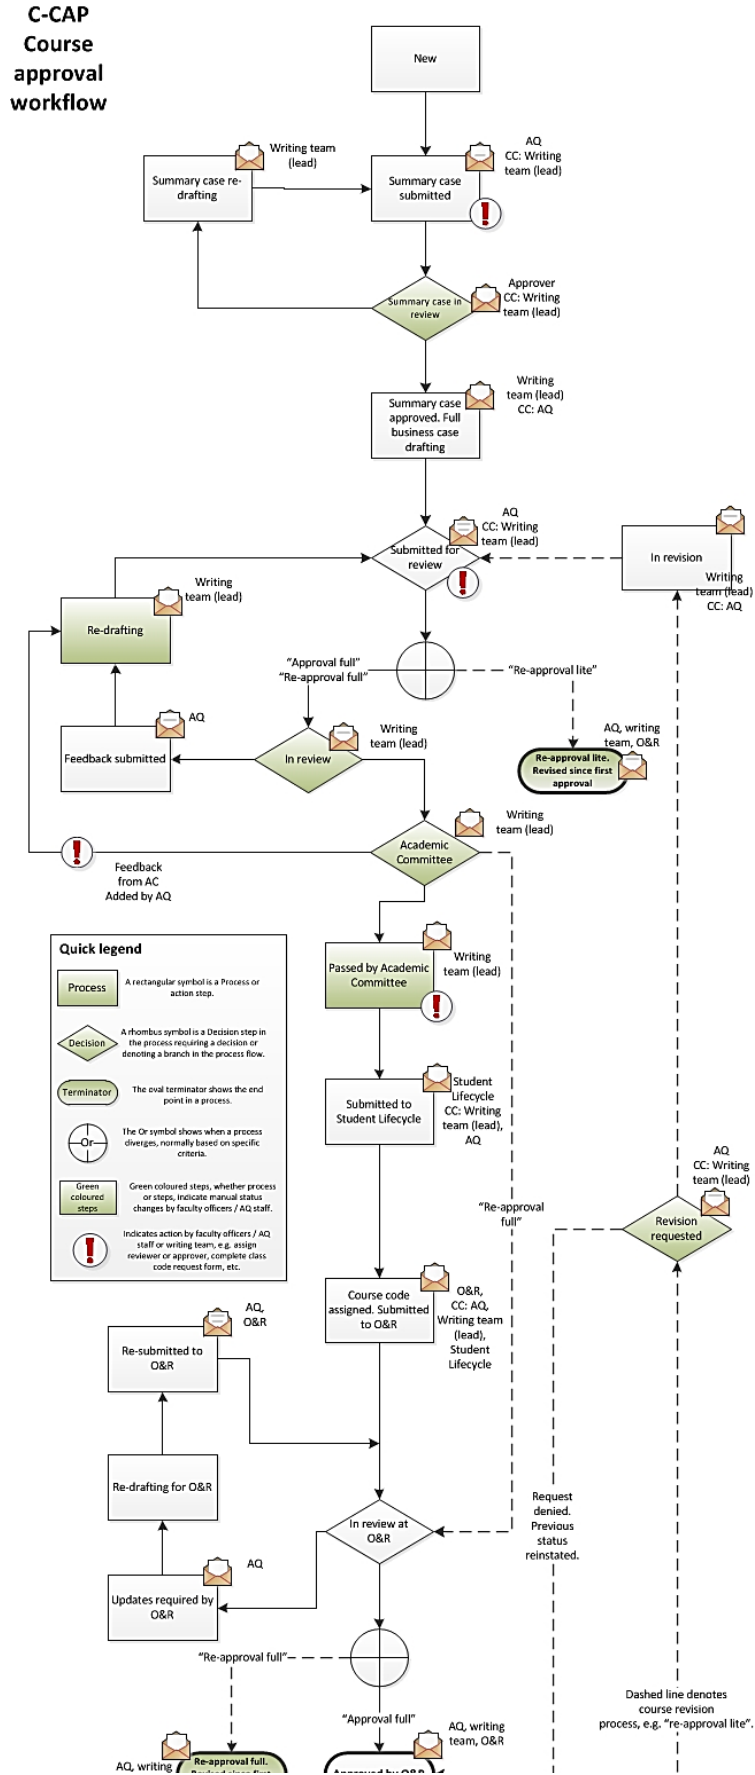 C-CAP
Course
approval
workflow
New
Writing team
(lead)
Summary case re-
drafting
AQ
CC: Writing
team (lead)
Summary case
submitted
Summary case in
review
Approver
CC: Writing
team (lead)
Summary case
approved. Full
business case
drafting
Writing
team (lead)
CC: AQ
AQ
CC: Writing
team (lead)
Submitted for
review
In revision
Writing
team (lead)
CC: AQ
Re-drafting
Writing
team (lead)
"Approval full"
"Re-approval full"
"Re-approval lite"
Feedback submitted
AQ
In review
Writing
team (lead)
AQ, writing
team, O&R
Re-approval lite.
Revised since first
approval
Academic
Committee
Writing
team (lead)
Feedback
from AC
Added by AQ
Passed by Academic
Committee
Writing
team (lead)
Quick legend
Process
A rectangular symbol is a Process or
action step.
Decision
A rhombus symbol is a Decision step in
the process requiring a decision or
denoting a branch in the process flow.
Terminator
The oval terminator shows the end
point in a process.
Or
The Or symbol shows when a process
diverges, normally based on specific
criteria.
Green
coloured
steps
Green coloured steps, whether process
or steps, indicate manual status
changes by faculty officers / AQ staff.
Indicates action by faculty officers / AQ
staff or writing team, e.g. assign
reviewer or approver, complete class
code request form, etc.
Submitted to
Student Lifecycle
Student
Lifecycle
CC: Writing
team (lead),
AQ
"Re-approval
full"
AQ
CC: Writing
team (lead)
Revision
requested
Course code
assigned. Submitted
to O&R
O&R,
CC: AQ,
Writing team
(lead),
Student
Lifecycle
AQ,
O&R
Re-submitted to
O&R
Re-drafting for O&R
In review at
O&R
Request
denied.
Previous
status
reinstated.
Updates required by
O&R
AQ
"Re-approval full"
"Approval full"
Dashed line denotes
course revision
process, e.g. "re-approval lite".
AQ, writing
Re-approval full.
Revised since first
AQ, writing
team, O&R
Approved by O&R